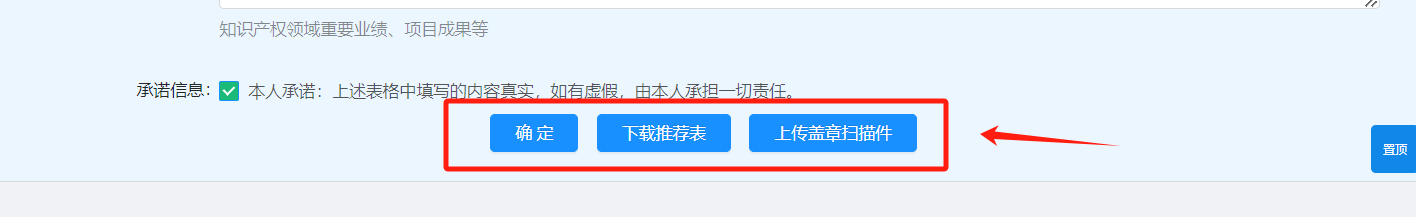 知识产权领域重要业绩、项目成果等
承诺信息： 本人承诺：上述表格中填写的内容真实，如有虚假，由本人承担一切责任。
确 定 下载推荐表 上传盖章扫描件
置顶